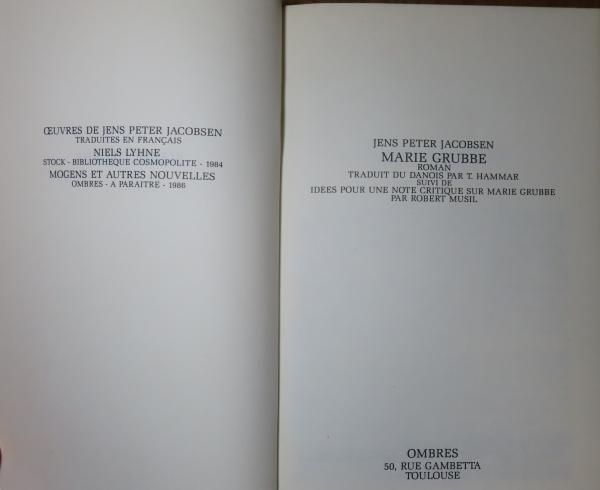 ŒUVRES DE JENS PETER JACOBSEN
TRADUITES EN FRANÇAIS
NIELS LYHNE
STOCK - BIBLIOTHEQUE COSMOPOLITE - 1984
MOGENS ET AUTRES NOUVELLES
OMBRES - A PARAITRE - 1986
JENS PETER JACOBSEN
MARIE GRUBBE
ROMAN
TRADUIT DU DANOIS PAR T. HAMMAR
SUIVI DE
IDEES POUR UNE NOTE CRITIQUE SUR MARIE GRUBBE
PAR ROBERT MUSIL
OMBRES
50, RUE GAMBETTA
TOULOUSE